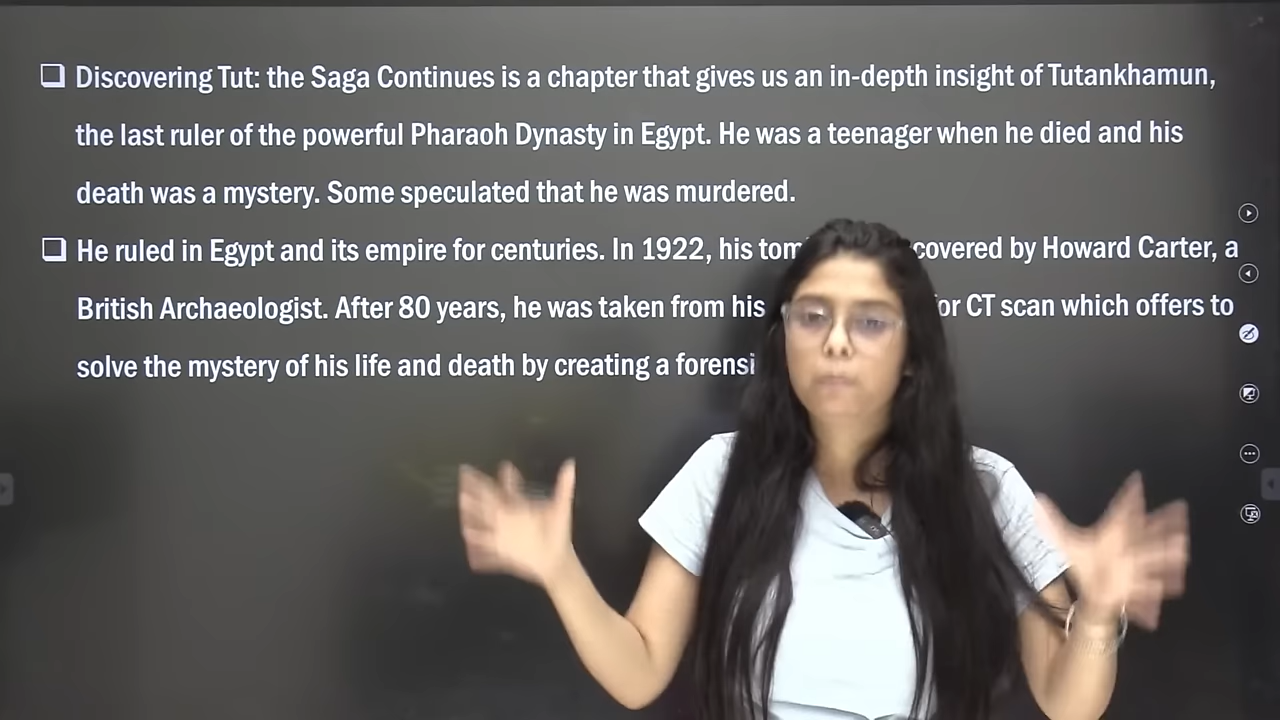 Discovering Tut: the Saga Continues is a chapter that gives us an in-depth insight of Tutankhamun,
the last ruler of the powerful Pharaoh Dynasty in Egypt. He was a teenager when he died and his
death was a mystery. Some speculated that he was murdered.
He ruled in Egypt and its empire for centuries. In 1922, his by Howard Carter, a
British Archaeologist. After 80 years, he was taken from his CT scan which offers to
solve the mystery of his life and death by creating a